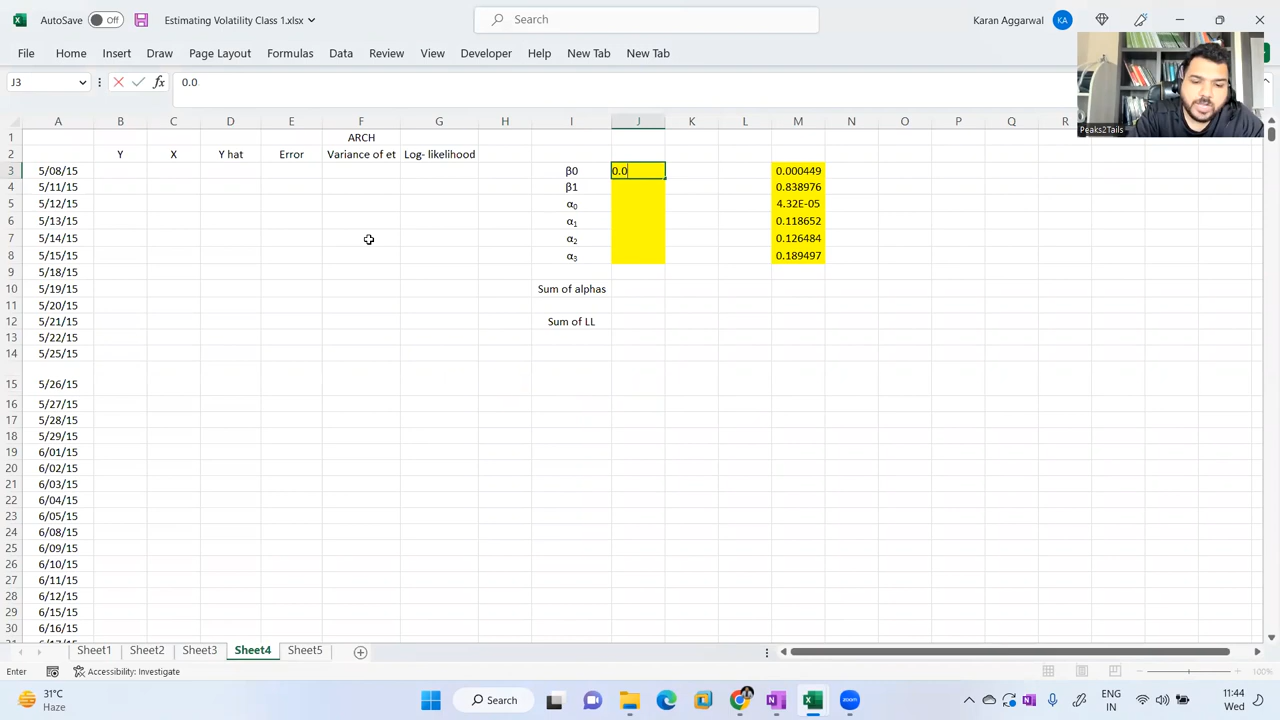 AutoSave Off Estimating Volatility Class 1.xlsx Search Karan Aggarwal KA
File Home Insert Draw Page Layout Formulas Data Review View Developer Help New Tab New Tab
J3 fx 0.0
Peaks2Tails
A B C D E F G H I J K L M N O P Q R
1 ARCH
2 Y X Y hat Error Variance of et Log- likelihood
3 5/08/15 β0 0.0 0.000449
4 5/11/15 β1 0.838976
5 5/12/15 α₀ 4.32E-05
6 5/13/15 α₁ 0.118652
7 5/14/15 α₂ 0.126484
8 5/15/15 α₃ 0.189497
9 5/18/15
10 5/19/15 Sum of alphas
11 5/20/15
12 5/21/15 Sum of LL
13 5/22/15
14 5/25/15
15 5/26/15
16 5/27/15
17 5/28/15
18 5/29/15
19 6/01/15
20 6/02/15
21 6/03/15
22 6/04/15
23 6/05/15
24 6/08/15
25 6/09/15
26 6/10/15
27 6/11/15
28 6/12/15
29 6/15/15
30 6/16/15
Sheet1 Sheet2 Sheet3 Sheet4 Sheet5
Enter Accessibility: Investigate 100%
31°C
Haze
Search
ENG
IN
11:44
Wed